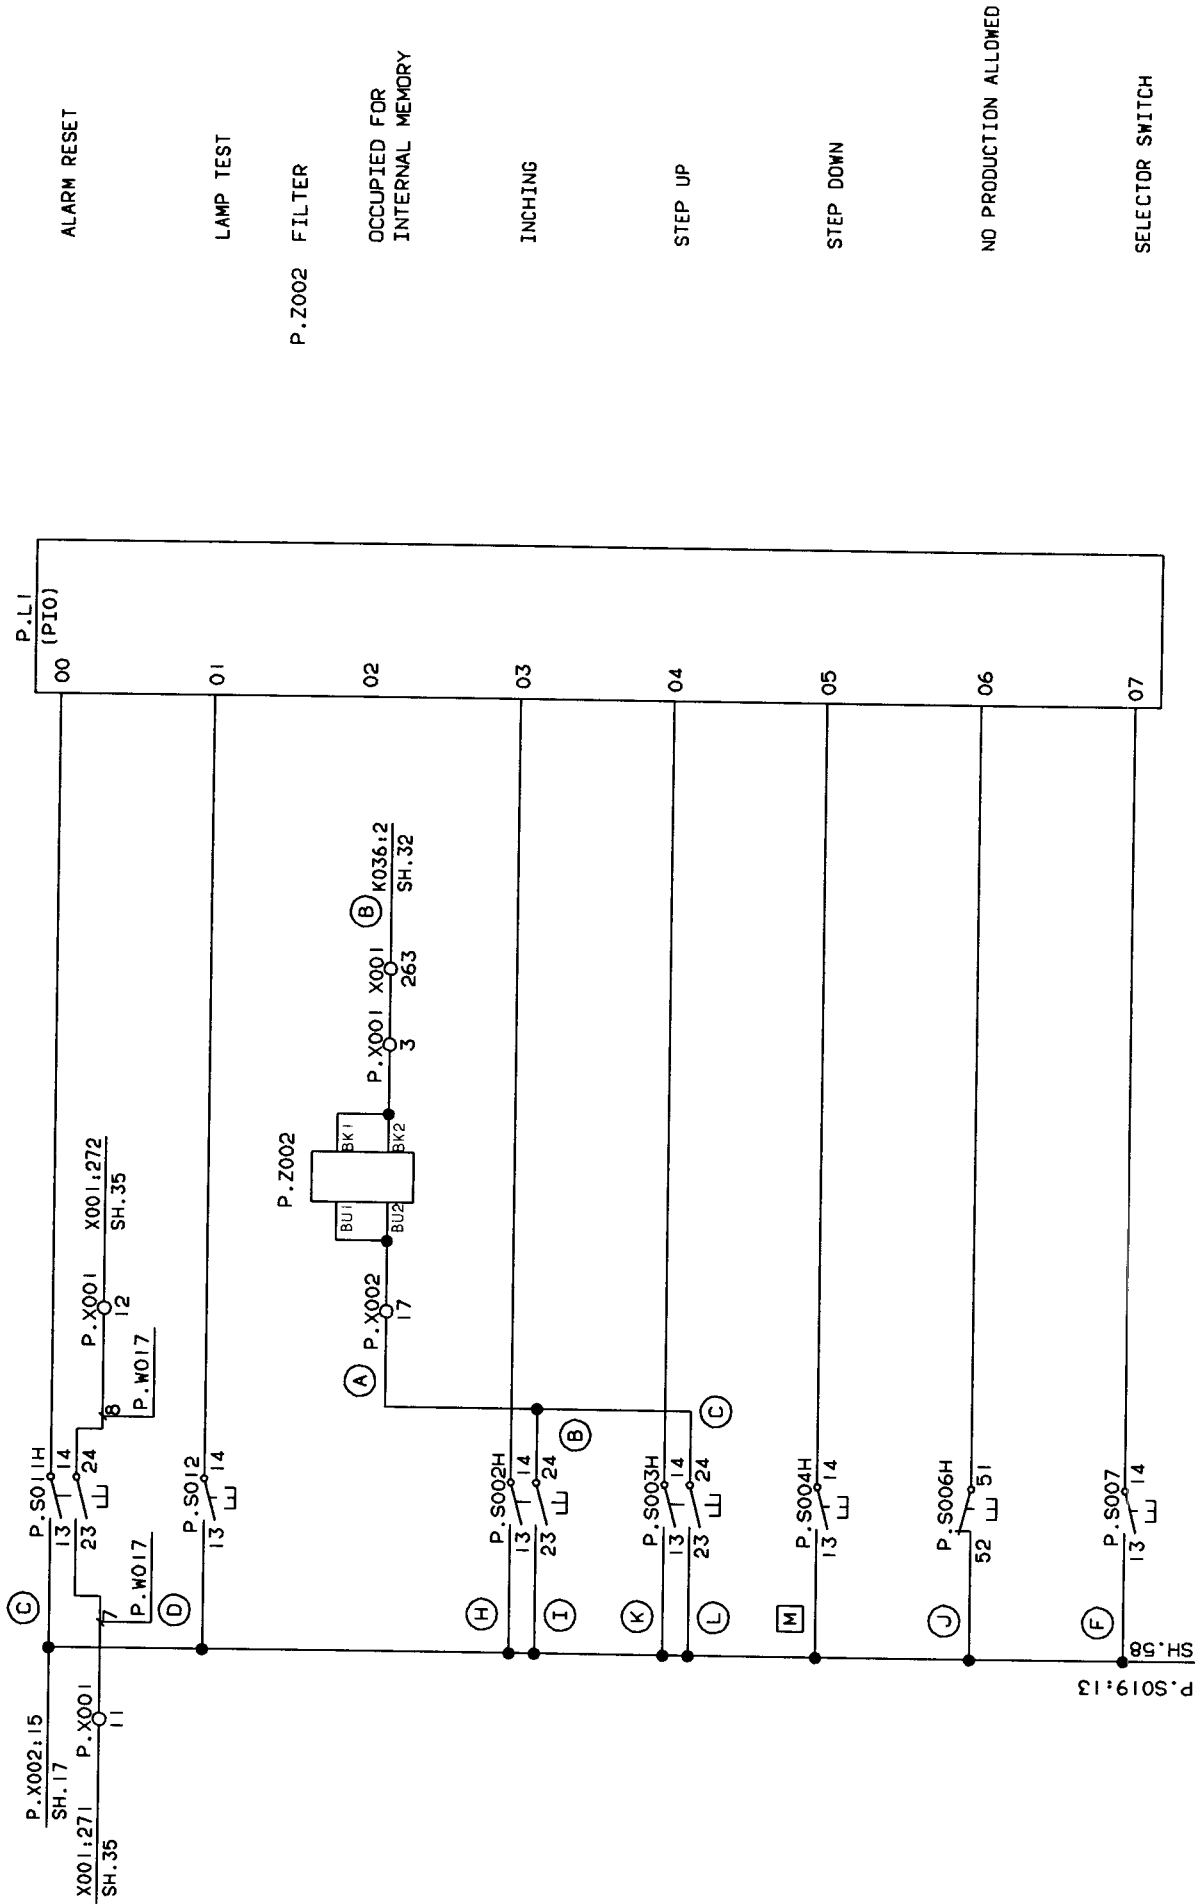 P.X002:15
SH.17
X001:271
SH.35
P.X001
11
C
P.S011H
13
14
23
24
7
P.W017
8
P.W017
P.X001
12
X001:272
SH.35
P.L1
(PIO)
00
ALARM RESET
D
P.S012
13
14
01
LAMP TEST
P.Z002 FILTER
A
P.X002
17
P.Z002
BU1
BU2
BK1
BK2
P.X001
3
X001
263
B
K036:2
SH.32
02
OCCUPIED FOR
INTERNAL MEMORY
H
I
P.S002H
13
14
23
24
B
03
INCHING
K
L
P.S003H
13
14
23
24
C
04
STEP UP
M
P.S004H
13
14
05
STEP DOWN
J
P.S006H
52
51
06
NO PRODUCTION ALLOWED
F
P.S007
13
14
07
SELECTOR SWITCH
P.S019:13
SH.58